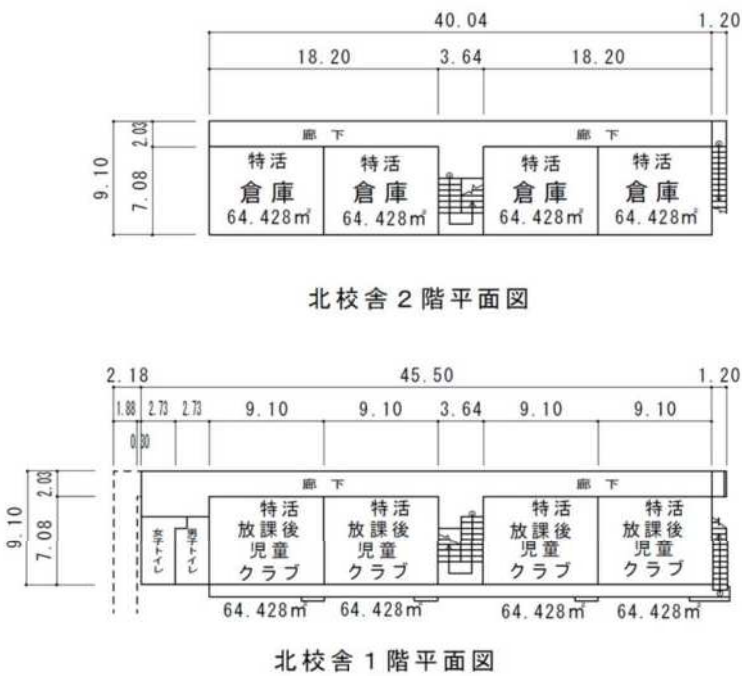 40.04 1.20
18.20 3.64 18.20
9.10 2.03 7.08
廊下 廊下
特活 特活 特活 特活
倉庫 倉庫 倉庫 倉庫
64.428㎡ 64.428㎡ 64.428㎡ 64.428㎡
北校舎2階平面図
2.18 45.50 1.20
1.88 2.73 2.73 9.10 9.10 3.64 9.10 9.10
0.30
9.10 2.03 7.08
廊下 廊下
女子トイレ 男子トイレ
特活 特活 特活 特活
放課後 放課後 放課後 放課後
児童 児童 児童 児童
クラブ クラブ クラブ クラブ
64.428㎡ 64.428㎡ 64.428㎡ 64.428㎡
北校舎1階平面図